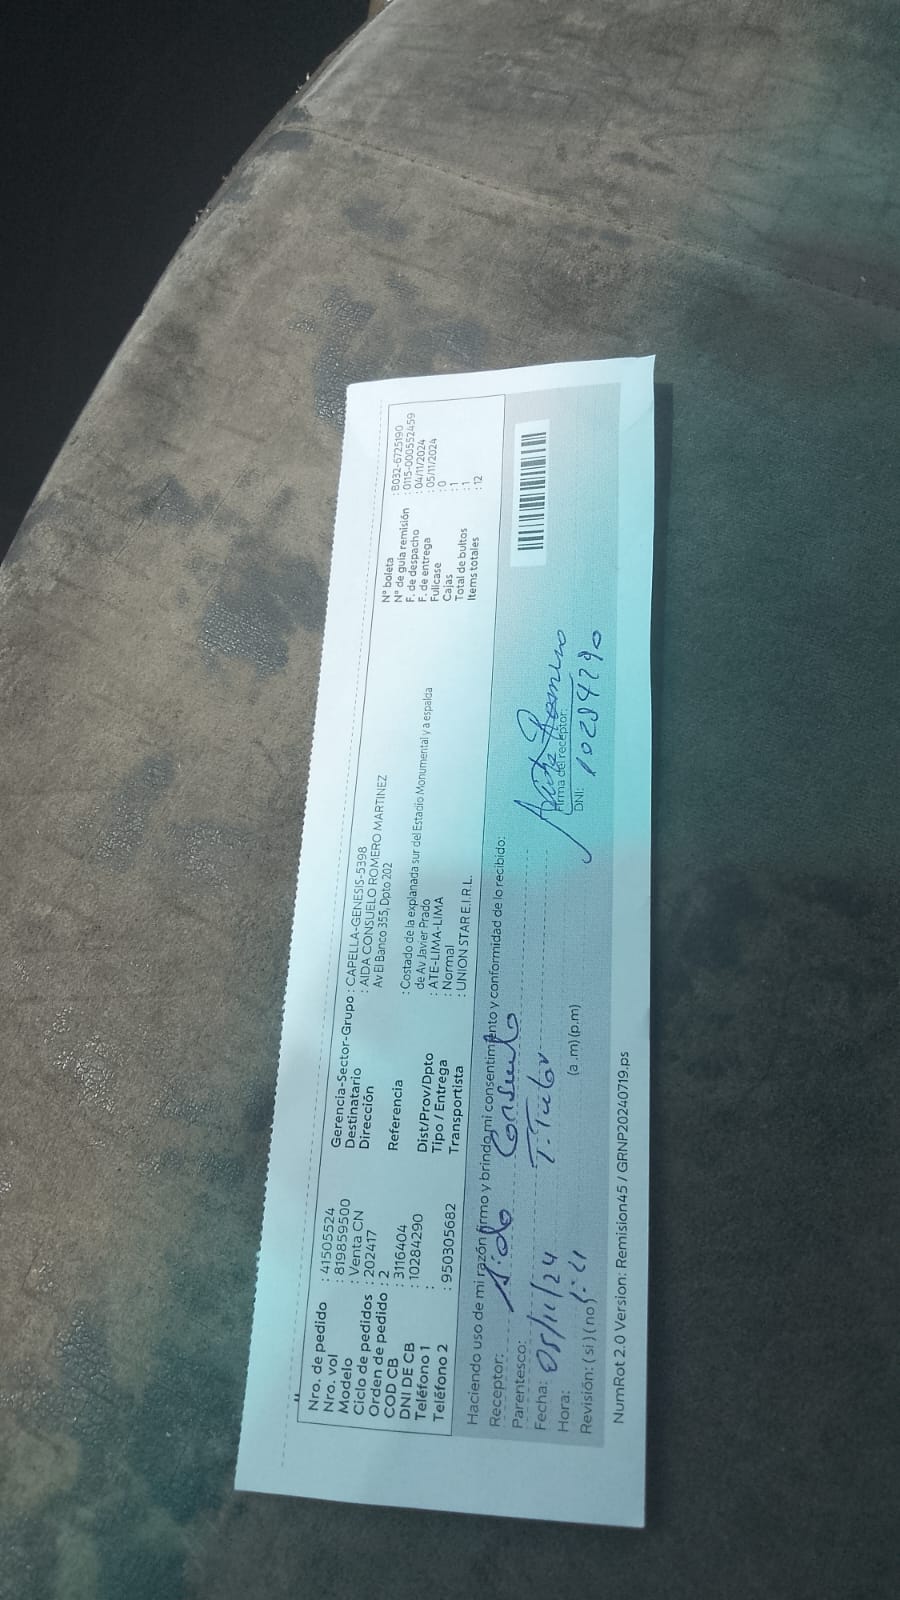 Nro. de pedido : 41505524
Nro. vol : 819859500
Modelo : Venta CN
Ciclo de pedidos : 202417
Orden de pedido : 2
COD CB : 3116404
DNI DE CB : 10284290
Teléfono 1 :
Teléfono 2 : 950305682
Gerencia-Sector-Grupo : CAPELLA-GENESIS-5398
Destinatario : AIDA CONSUELO ROMERO MARTINEZ
Dirección Av El Banco 355, Dpto 202
Referencia : Costado de la explanada sur del Estadio Monumental y a espalda
de Av Javier Prado
Dist/Prov/Dpto : ATE-LIMA-LIMA
Tipo / Entrega : Normal
Transportista : UNION STAR E.I.R.L.
N° boleta : B032-6725190
N° de guía remisión : 0115-000552459
F. de despacho : 04/11/2024
F. de entrega : 05/11/2024
Fullcase : 0
Cajas : 1
Total de bultos : 1
Items totales : 12
Haciendo uso de mi razón firmo y brindo mi consentimiento y conformidad de lo recibido:
Receptor: Aida Consuelo
Parentesco: T. Titular
Fecha: 05/11/24
Hora: (a .m) (p.m)
Revisión: ( si ) ( no )
Firma del receptor:
DNI: 10284290
NumRot 2.0 Version: Remision45 / GRNP20240719.ps